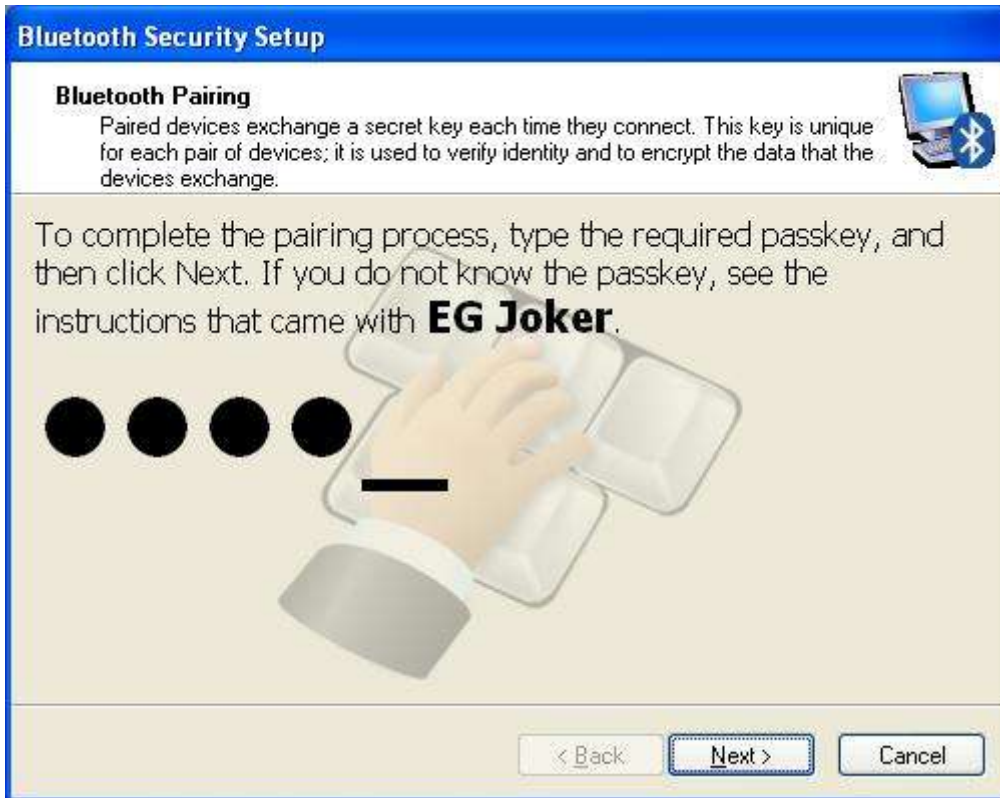 Bluetooth Security Setup
Bluetooth Pairing
Paired devices exchange a secret key each time they connect. This key is unique
for each pair of devices; it is used to verify identity and to encrypt the data that the
devices exchange.
To complete the pairing process, type the required passkey, and
then click Next. If you do not know the passkey, see the
instructions that came with EG Joker.
< Back Next > Cancel